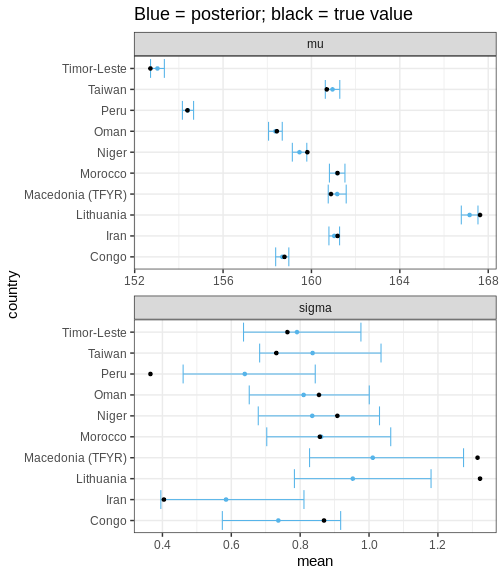 Blue = posterior; black = true value
mu
Timor-Leste
Taiwan
Peru
Oman
Niger
Morocco
Macedonia (TFYR)
Lithuania
Iran
Congo
152 156 160 164 168
country
sigma
Timor-Leste
Taiwan
Peru
Oman
Niger
Morocco
Macedonia (TFYR)
Lithuania
Iran
Congo
0.4 0.6 0.8 1.0 1.2
mean